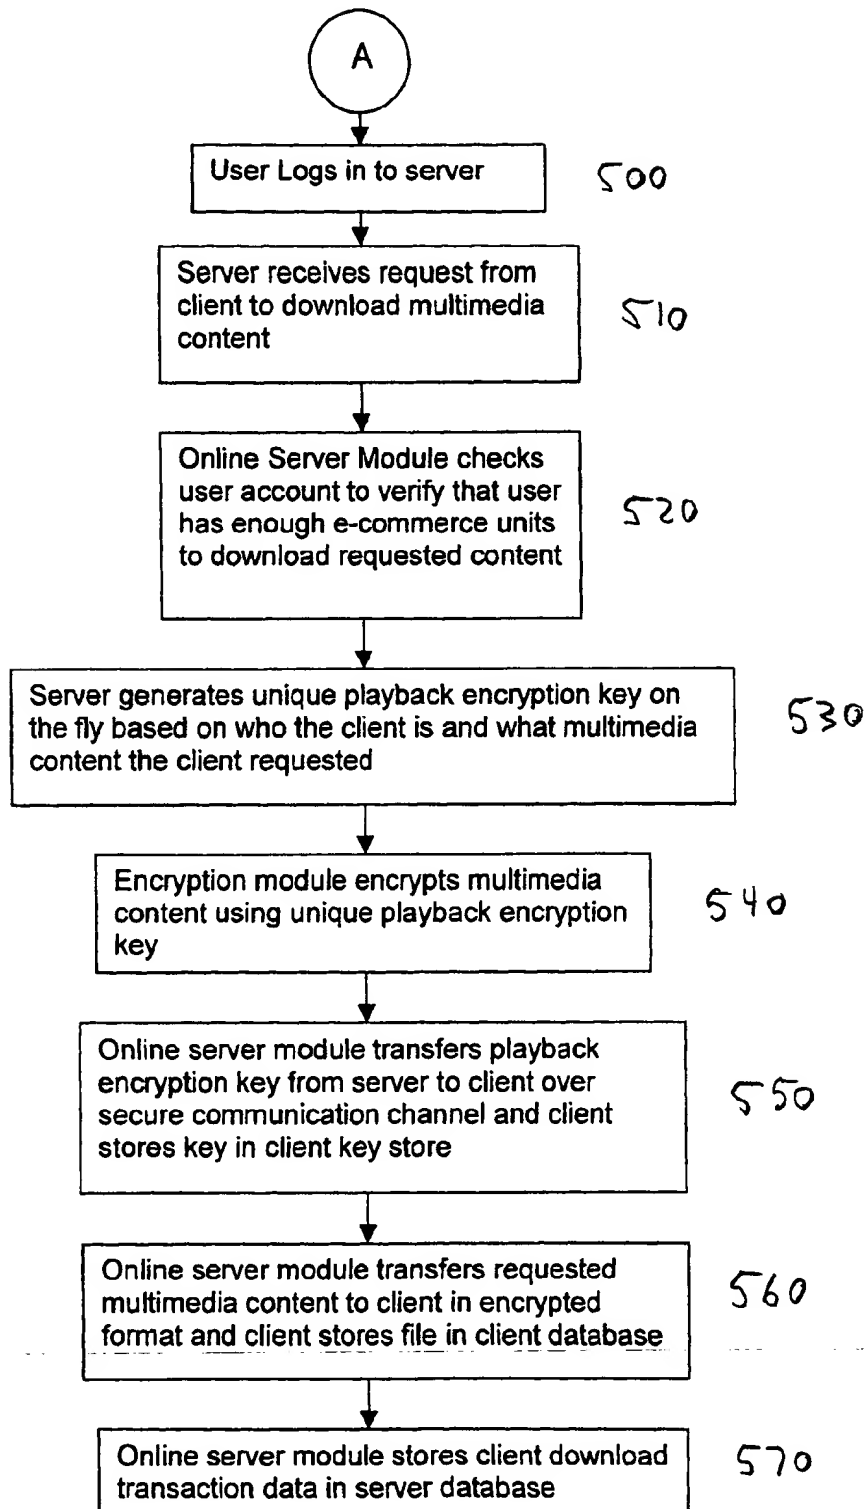 A
User Logs in to server
500
Server receives request from
client to download multimedia
content
510
Online Server Module checks
user account to verify that user
has enough e-commerce units
to download requested content
520
Server generates unique playback encryption key on
the fly based on who the client is and what multimedia
content the client requested
530
Encryption module encrypts multimedia
content using unique playback encryption
key
540
Online server module transfers playback
encryption key from server to client over
secure communication channel and client
stores key in client key store
550
Online server module transfers requested
multimedia content to client in encrypted
format and client stores file in client database
560
Online server module stores client download
transaction data in server database
570